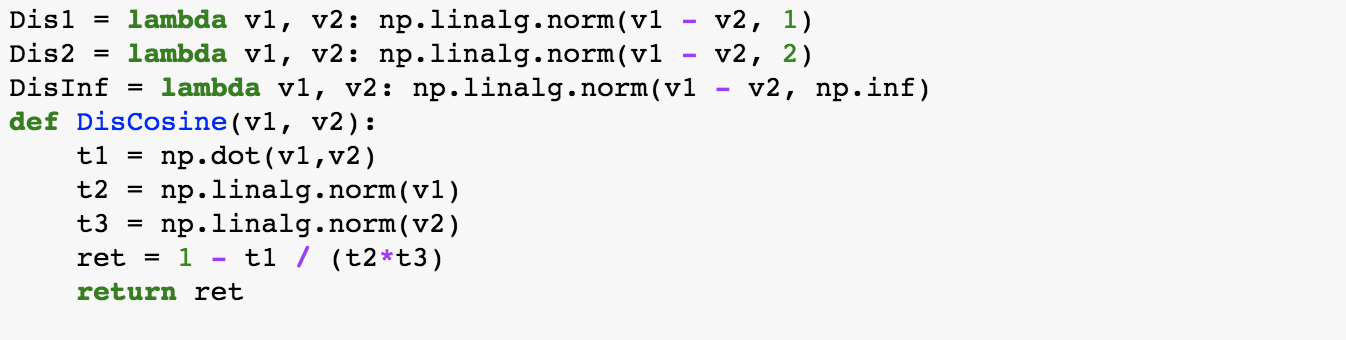 Dis1 = lambda v1, v2: np.linalg.norm(v1 - v2, 1)
Dis2 = lambda v1, v2: np.linalg.norm(v1 - v2, 2)
DisInf = lambda v1, v2: np.linalg.norm(v1 - v2, np.inf)
def DisCosine(v1, v2):
    t1 = np.dot(v1,v2)
    t2 = np.linalg.norm(v1)
    t3 = np.linalg.norm(v2)
    ret = 1 - t1 / (t2*t3)
    return ret